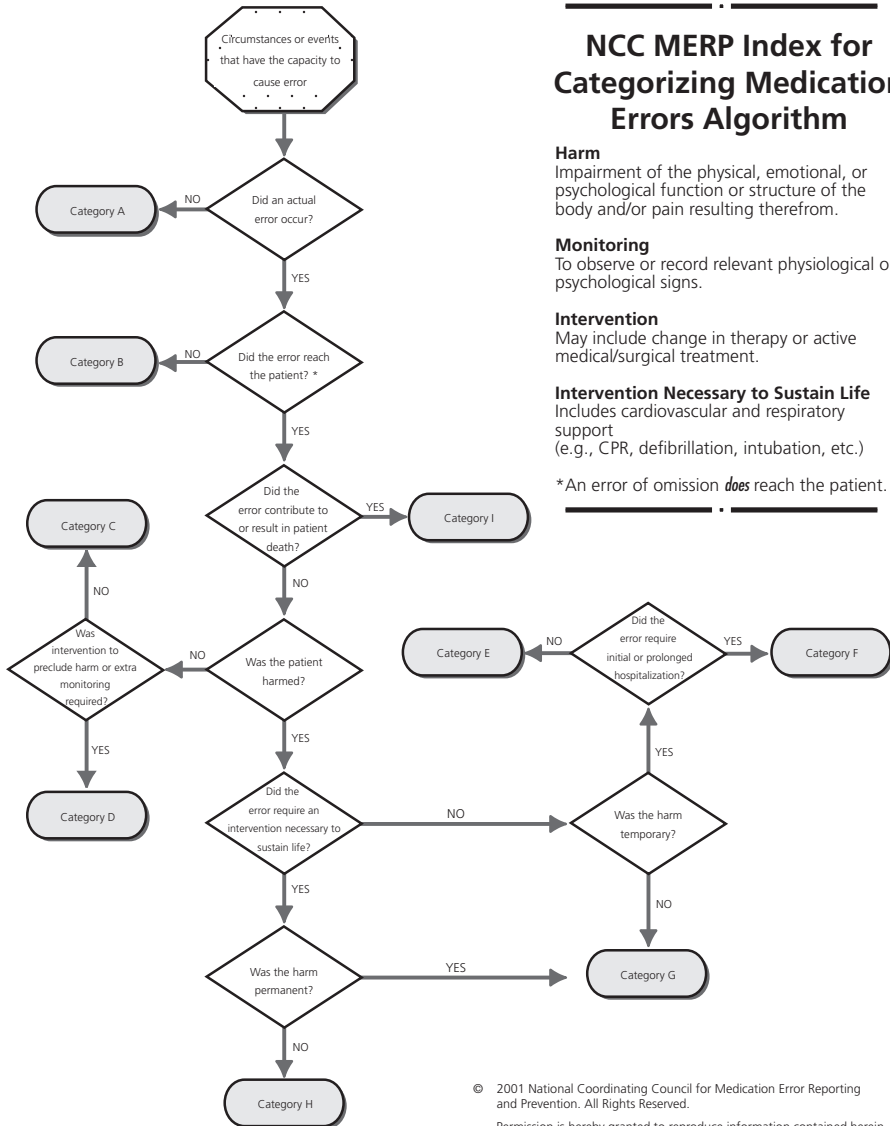 Circumstances or events
that have the capacity to
cause error
NCC MERP Index for
Categorizing Medication
Errors Algorithm
Harm
Impairment of the physical, emotional, or
psychological function or structure of the
body and/or pain resulting therefrom.
Monitoring
To observe or record relevant physiological o
psychological signs.
Intervention
May include change in therapy or active
medical/surgical treatment.
Intervention Necessary to Sustain Life
Includes cardiovascular and respiratory
support
(e.g., CPR, defibrillation, intubation, etc.)
*An error of omission does reach the patient.
Did an actual
error occur?
NO
Category A
YES
Did the error reach
the patient? *
NO
Category B
YES
Did the
error contribute to
or result in patient
death?
YES
Category I
NO
Was the patient
harmed?
NO
Was
intervention to
preclude harm or extra
monitoring
required?
NO
Category C
YES
Category D
YES
Did the
error require an
intervention necessary to
sustain life?
NO
Was the harm
temporary?
YES
Did the
error require
initial or prolonged
hospitalization?
NO
Category E
YES
Category F
NO
Category G
YES
Was the harm
permanent?
YES
NO
Category H
© 2001 National Coordinating Council for Medication Error Reporting
and Prevention. All Rights Reserved.
Permission is hereby granted to reproduce information contained herein